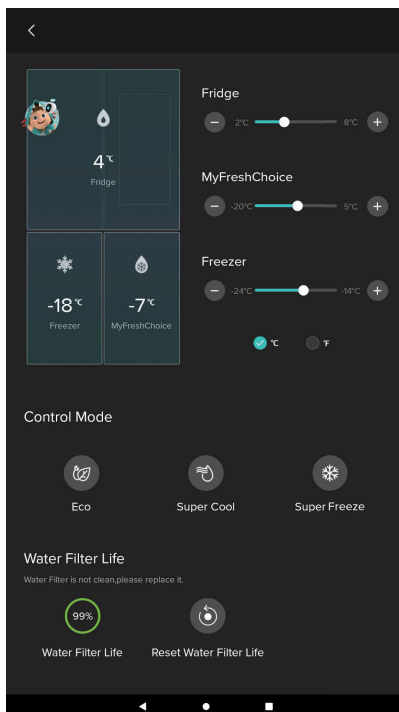 Fridge
2°C 8°C
4°C
Fridge
MyFreshChoice
-20°C 5°C
Freezer
-24°C -14°C
-18°C
Freezer
-7°C
MyFreshChoice
°C °F
Control Mode
Eco
Super Cool
Super Freeze
Water Filter Life
Water Filter is not clean,please replace it.
99%
Water Filter Life
Reset Water Filter Life